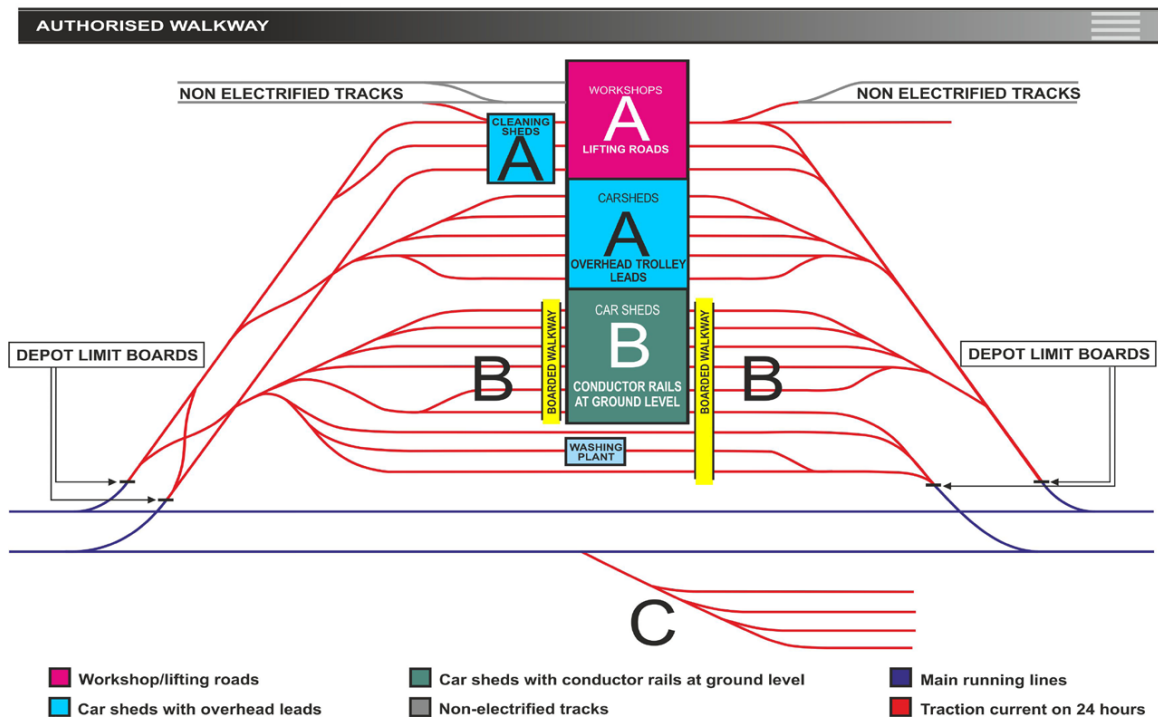 AUTHORISED WALKWAY
NON ELECTRIFIED TRACKS
WORKSHOPS
A
LIFTING ROADS
NON ELECTRIFIED TRACKS
CLEANING
SHEDS
A
CARSHEDS
A
OVERHEAD TROLLEY
LEADS
DEPOT LIMIT BOARDS
B
BOARDED WALKWAY
CAR SHEDS
B
CONDUCTOR RAILS
AT GROUND LEVEL
BOARDED WALKWAY
B
DEPOT LIMIT BOARDS
WASHING
PLANT
C
Workshop/lifting roads
Car sheds with conductor rails at ground level
Main running lines
Car sheds with overhead leads
Non-electrified tracks
Traction current on 24 hours